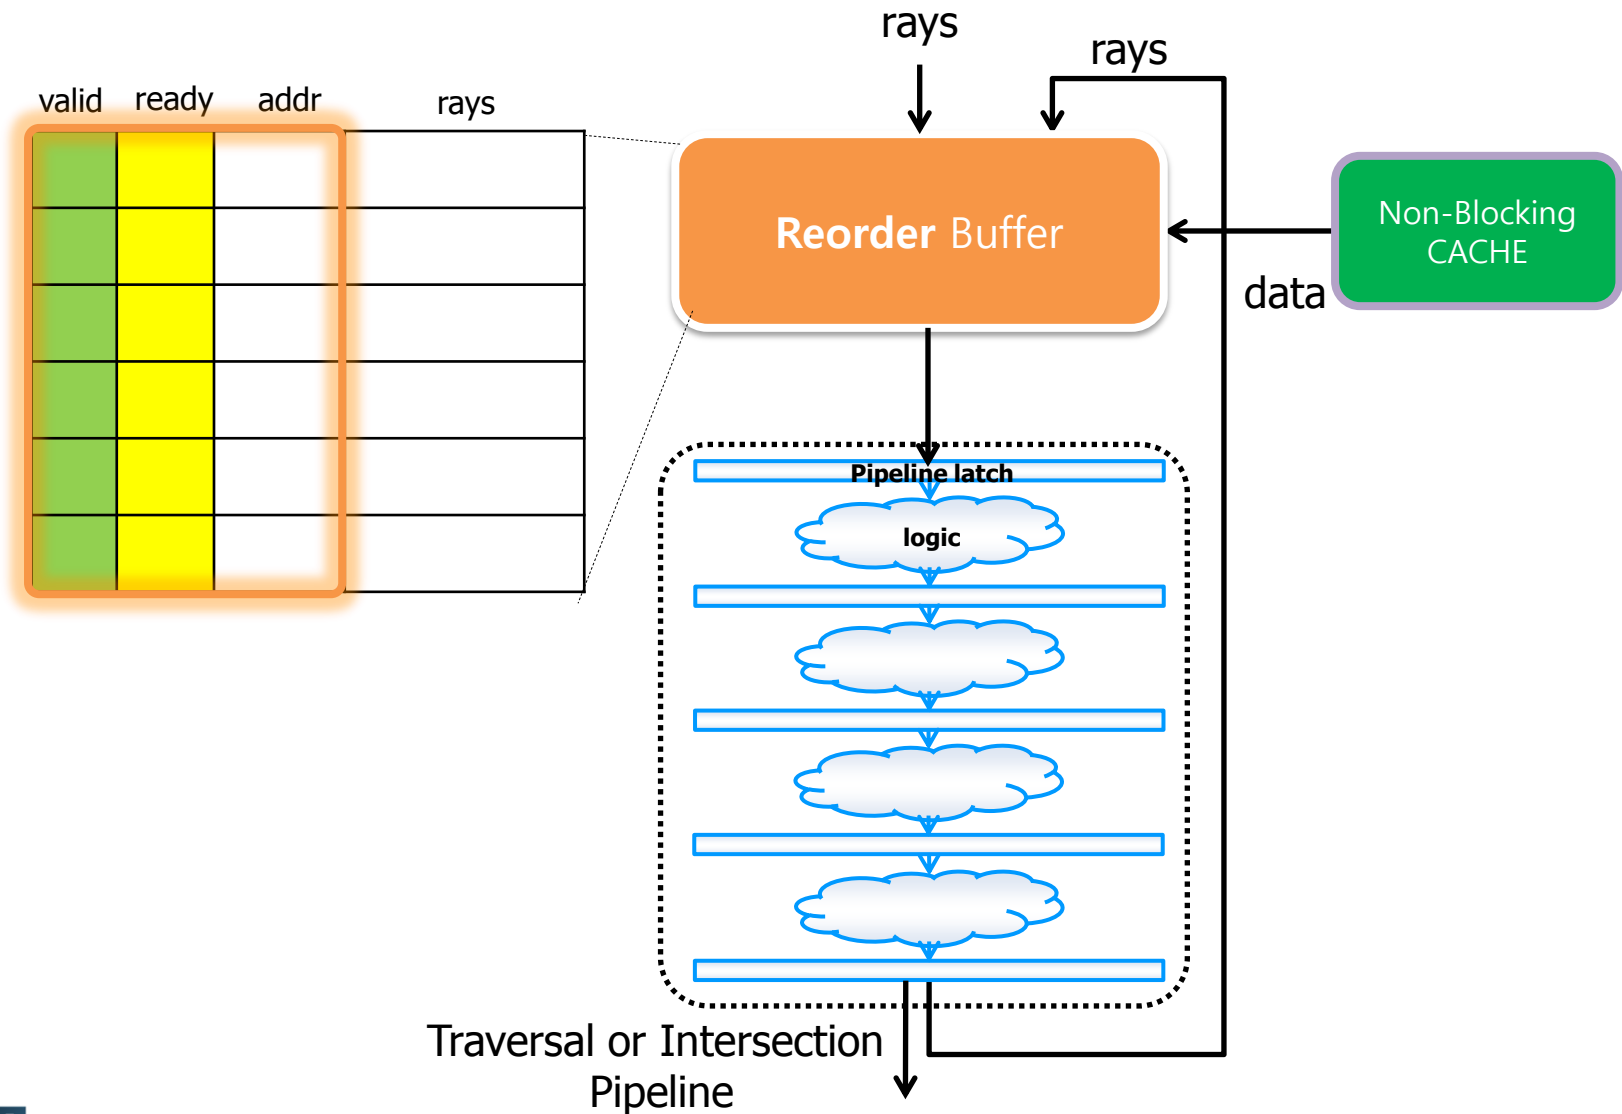 rays
rays
valid ready addr rays
Reorder Buffer
Non-Blocking
CACHE
data
Pipeline latch
logic
Traversal or Intersection
Pipeline